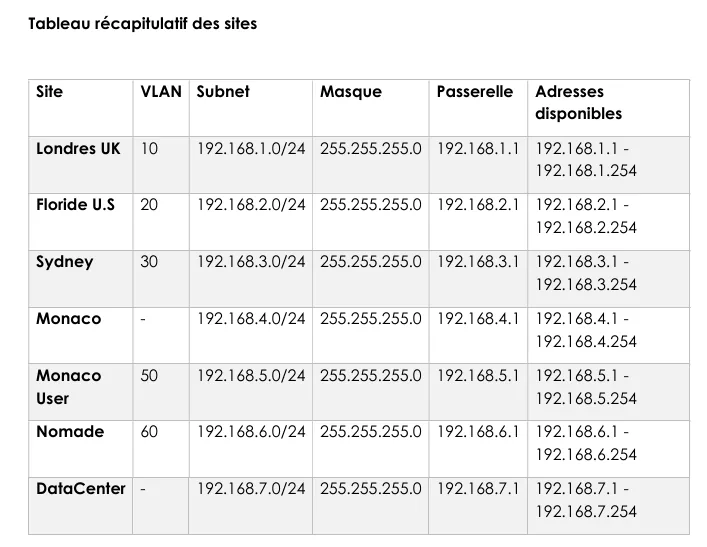 Tableau récapitulatif des sites
Site VLAN Subnet Masque Passerelle Adresses
disponibles
Londres UK 10 192.168.1.0/24 255.255.255.0 192.168.1.1 192.168.1.1 -
192.168.1.254
Floride U.S 20 192.168.2.0/24 255.255.255.0 192.168.2.1 192.168.2.1 -
192.168.2.254
Sydney 30 192.168.3.0/24 255.255.255.0 192.168.3.1 192.168.3.1 -
192.168.3.254
Monaco - 192.168.4.0/24 255.255.255.0 192.168.4.1 192.168.4.1 -
192.168.4.254
Monaco 50 192.168.5.0/24 255.255.255.0 192.168.5.1 192.168.5.1 -
User 192.168.5.254
Nomade 60 192.168.6.0/24 255.255.255.0 192.168.6.1 192.168.6.1 -
192.168.6.254
DataCenter - 192.168.7.0/24 255.255.255.0 192.168.7.1 192.168.7.1 -
192.168.7.254